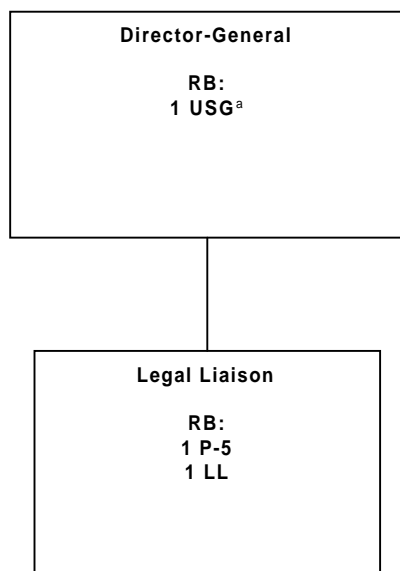 Director-General
RB:
1 USGᵃ
Legal Liaison
RB:
1 P-5
1 LL